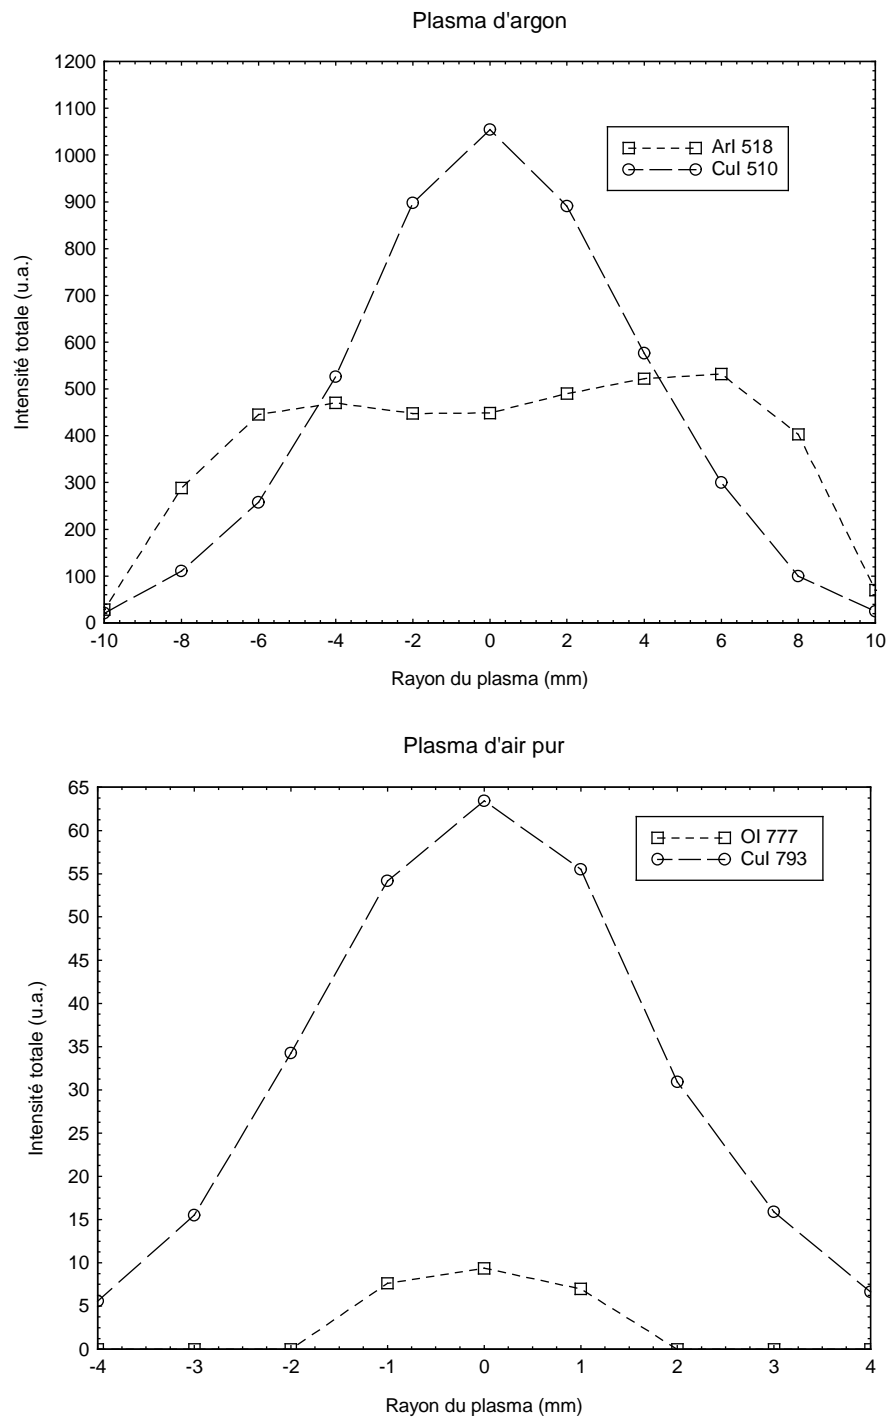 Plasma d'argon
1200
1100
1000
900
800
700
600
500
400
300
200
100
0
Intensité totale (u.a.)
ArI 518
CuI 510
-10 -8 -6 -4 -2 0 2 4 6 8 10
Rayon du plasma (mm)
Plasma d'air pur
65
60
55
50
45
40
35
30
25
20
15
10
5
0
Intensité totale (u.a.)
OI 777
CuI 793
-4 -3 -2 -1 0 1 2 3 4
Rayon du plasma (mm)